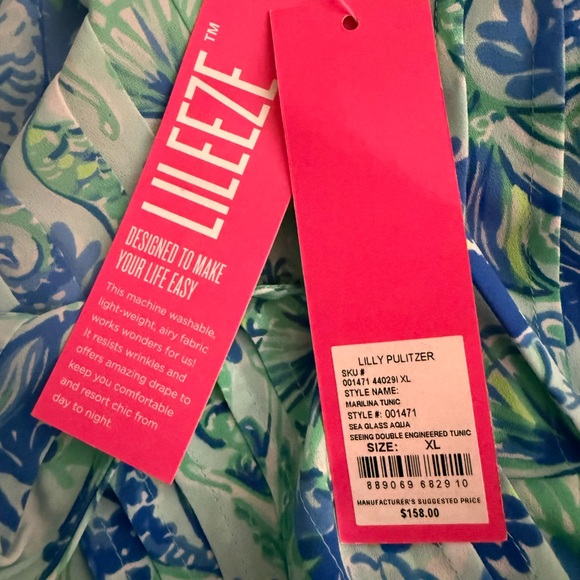 LILEEZE™
DESIGNED TO MAKE
YOUR LIFE EASY
This machine washable,
light-weight, airy fabric
works wonders for us!
It resists wrinkles and
offers amazing drape to
keep you comfortable
and resort chic from
day to night.
LILLY PULITZER
SKU #
001471 44029I XL
STYLE NAME:
MARILINA TUNIC
STYLE #: 001471
SEA GLASS AQUA
SEEING DOUBLE ENGINEERED TUNIC
SIZE: XL
889069 682910
MANUFACTURER'S SUGGESTED PRICE
$158.00